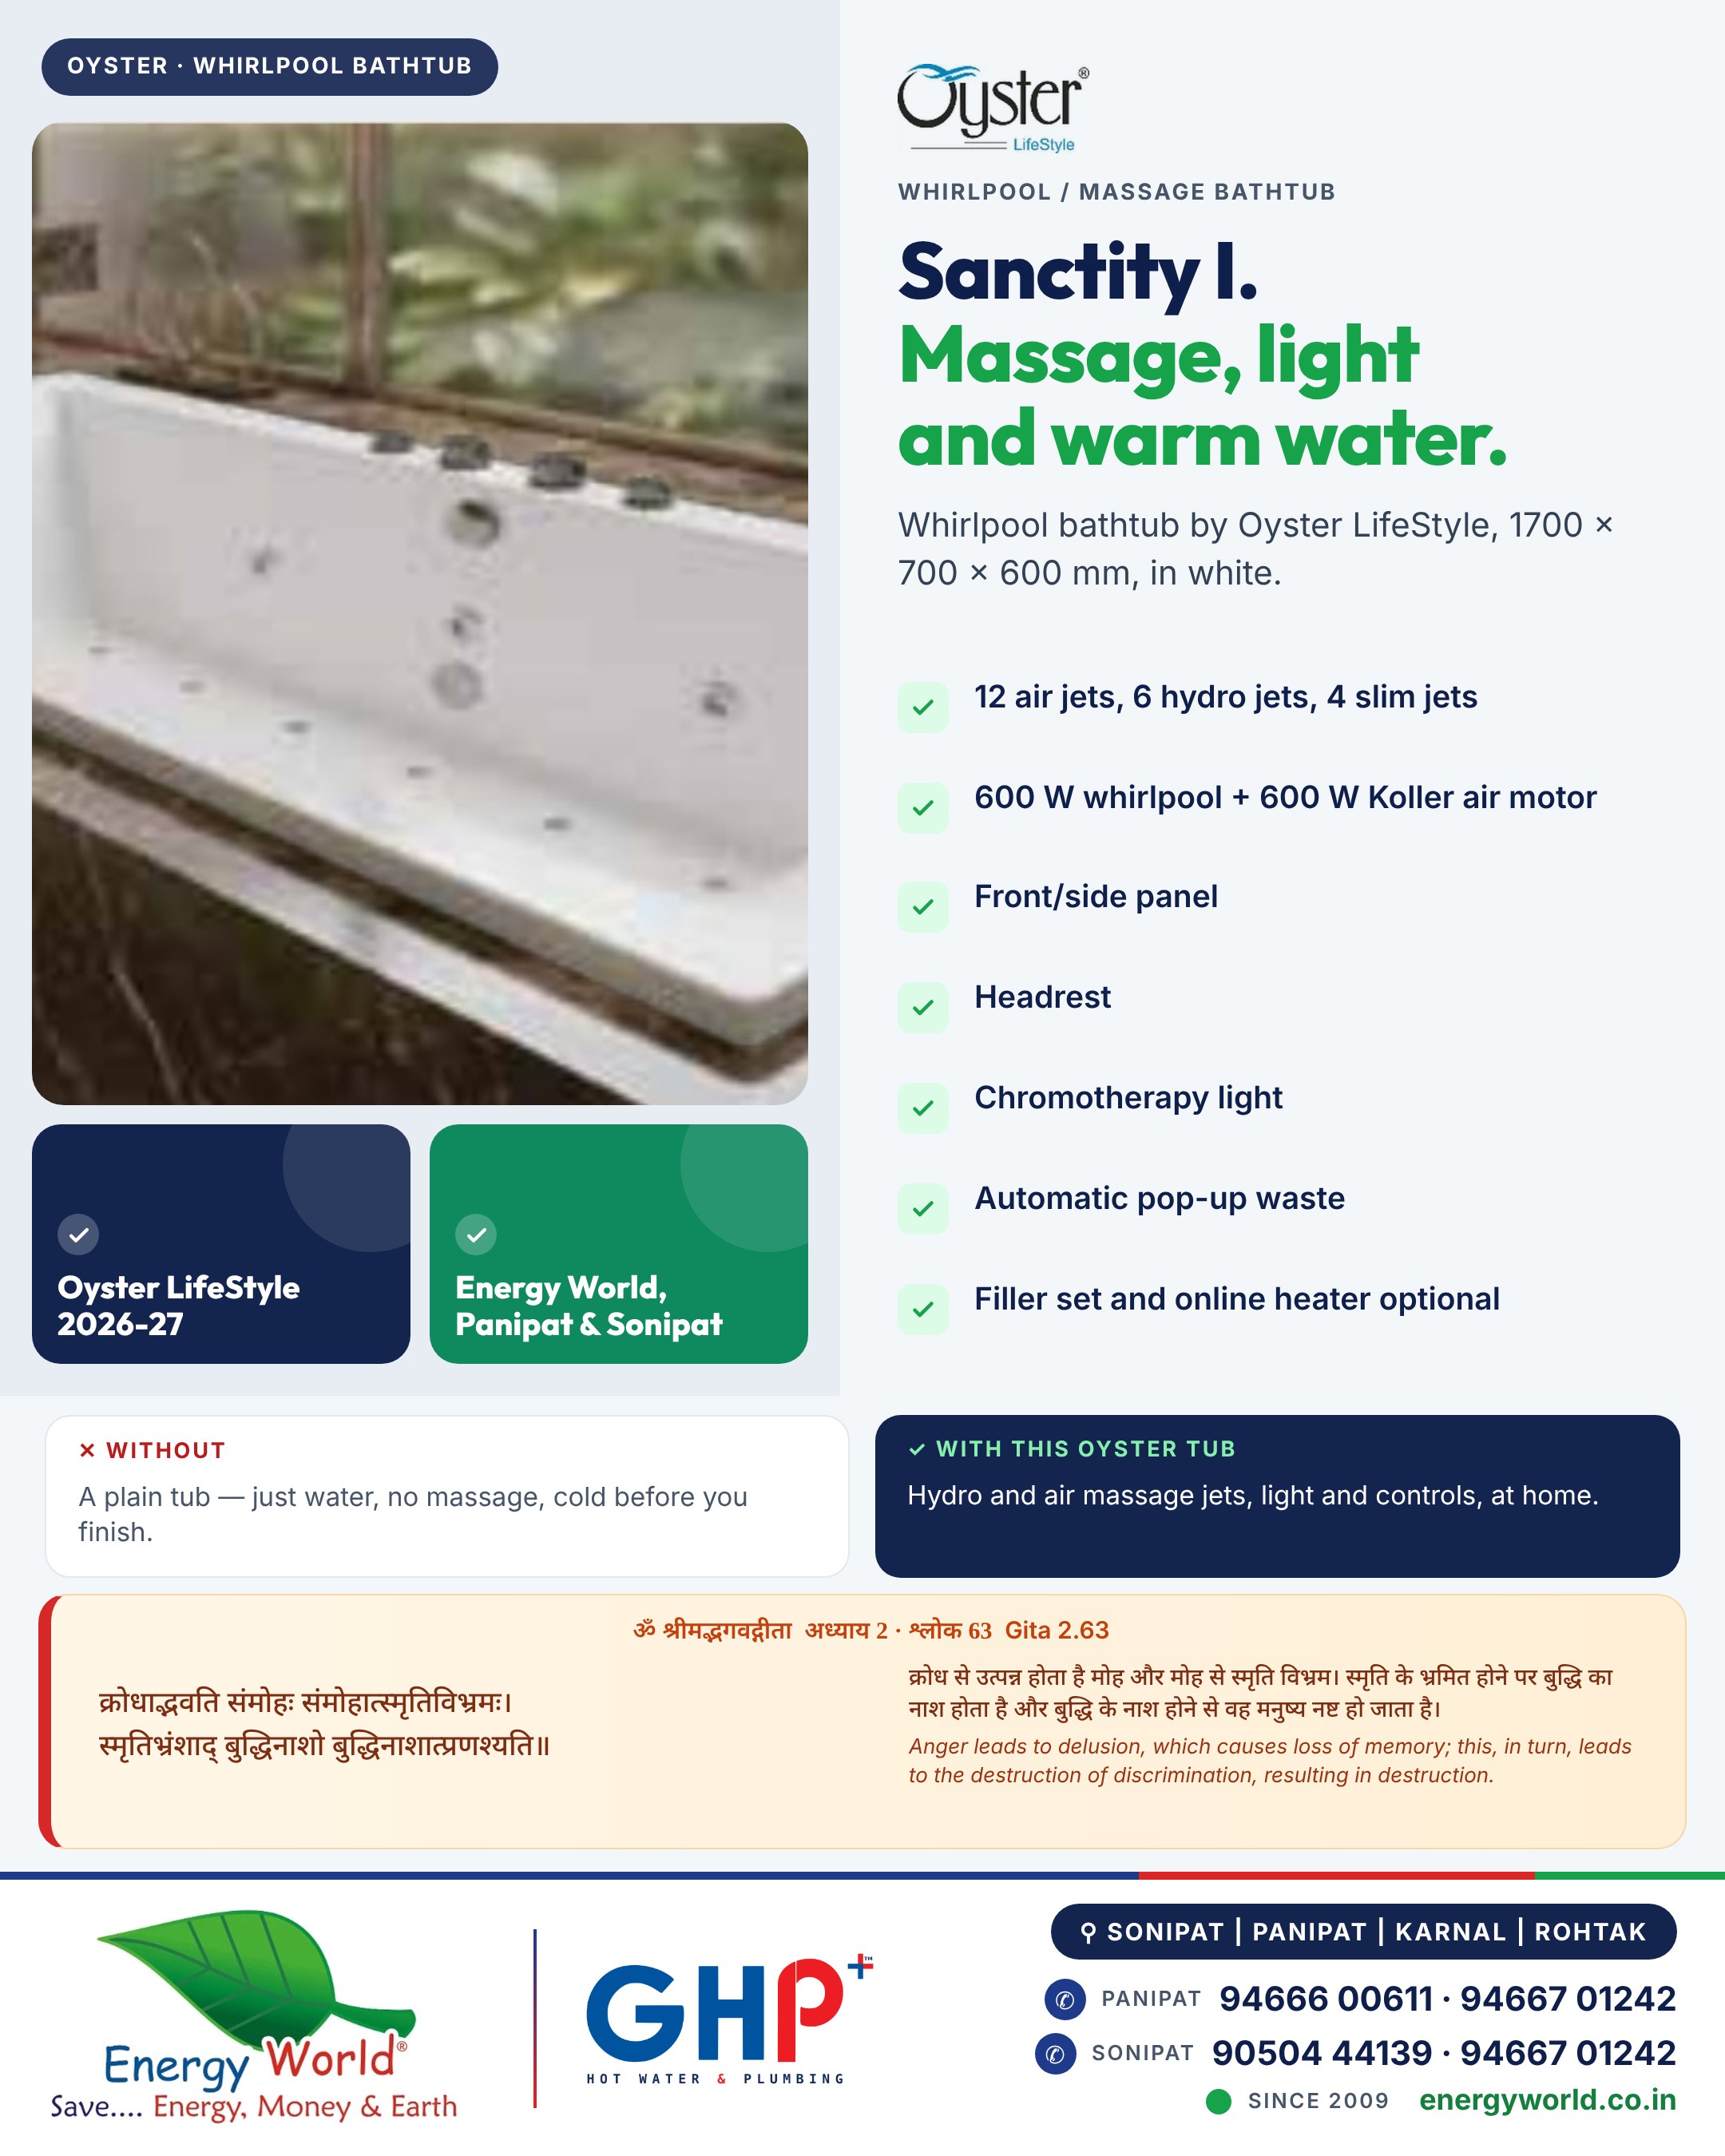 OYSTER · WHIRLPOOL BATHTUB
Oyster®
LifeStyle
WHIRLPOOL / MASSAGE BATHTUB
Sanctity I.
Massage, light
and warm water.
Whirlpool bathtub by Oyster LifeStyle, 1700 ×
700 × 600 mm, in white.
12 air jets, 6 hydro jets, 4 slim jets
600 W whirlpool + 600 W Koller air motor
Front/side panel
Headrest
Chromotherapy light
Automatic pop-up waste
Filler set and online heater optional
Oyster LifeStyle
2026-27
Energy World,
Panipat & Sonipat
✕ WITHOUT
A plain tub — just water, no massage, cold before you
finish.
✓ WITH THIS OYSTER TUB
Hydro and air massage jets, light and controls, at home.
ॐ श्रीमद्भगवद्गीता अध्याय 2 · श्लोक 63 Gita 2.63
क्रोधाद्भवति संमोहः संमोहात्स्मृतिविभ्रमः।
स्मृतिभ्रंशाद् बुद्धिनाशो बुद्धिनाशात्प्रणश्यति॥
क्रोध से उत्पन्न होता है मोह और मोह से स्मृति विभ्रम। स्मृति के भ्रमित होने पर बुद्धि का
नाश होता है और बुद्धि के नाश होने से वह मनुष्य नष्ट हो जाता है।
Anger leads to delusion, which causes loss of memory; this, in turn, leads
to the destruction of discrimination, resulting in destruction.
Energy World®
Save.... Energy, Money & Earth
GHP+™
HOT WATER & PLUMBING
SONIPAT | PANIPAT | KARNAL | ROHTAK
PANIPAT 94666 00611 · 94667 01242
SONIPAT 90504 44139 · 94667 01242
SINCE 2009 energyworld.co.in